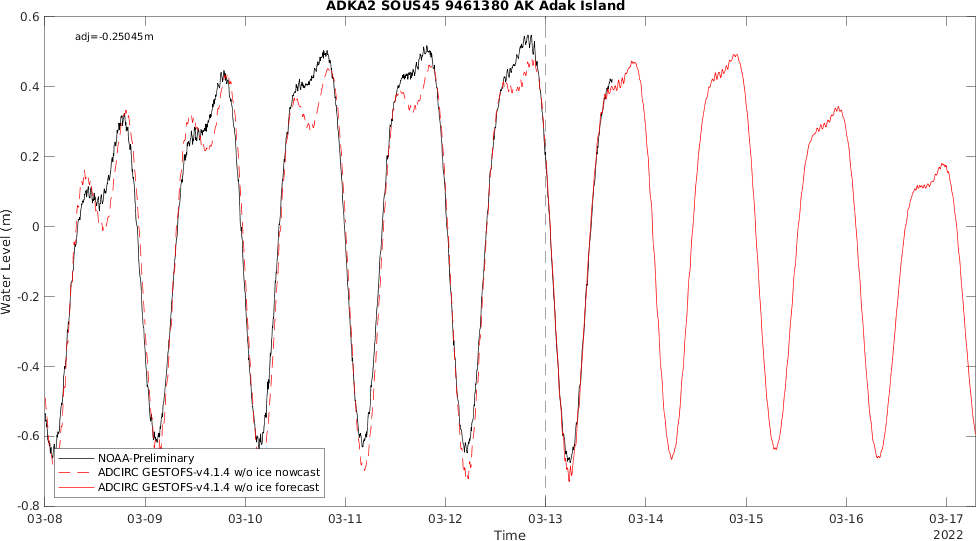 ADKA2 SOUS45 9461380 AK Adak Island
adj=-0.25045m
0.6
0.4
0.2
0
-0.2
-0.4
-0.6
-0.8
Water Level (m)
NOAA-Preliminary
ADCIRC GESTOFS-v4.1.4 w/o ice nowcast
ADCIRC GESTOFS-v4.1.4 w/o ice forecast
03-08 03-09 03-10 03-11 03-12 03-13 03-14 03-15 03-16 03-17
Time
2022